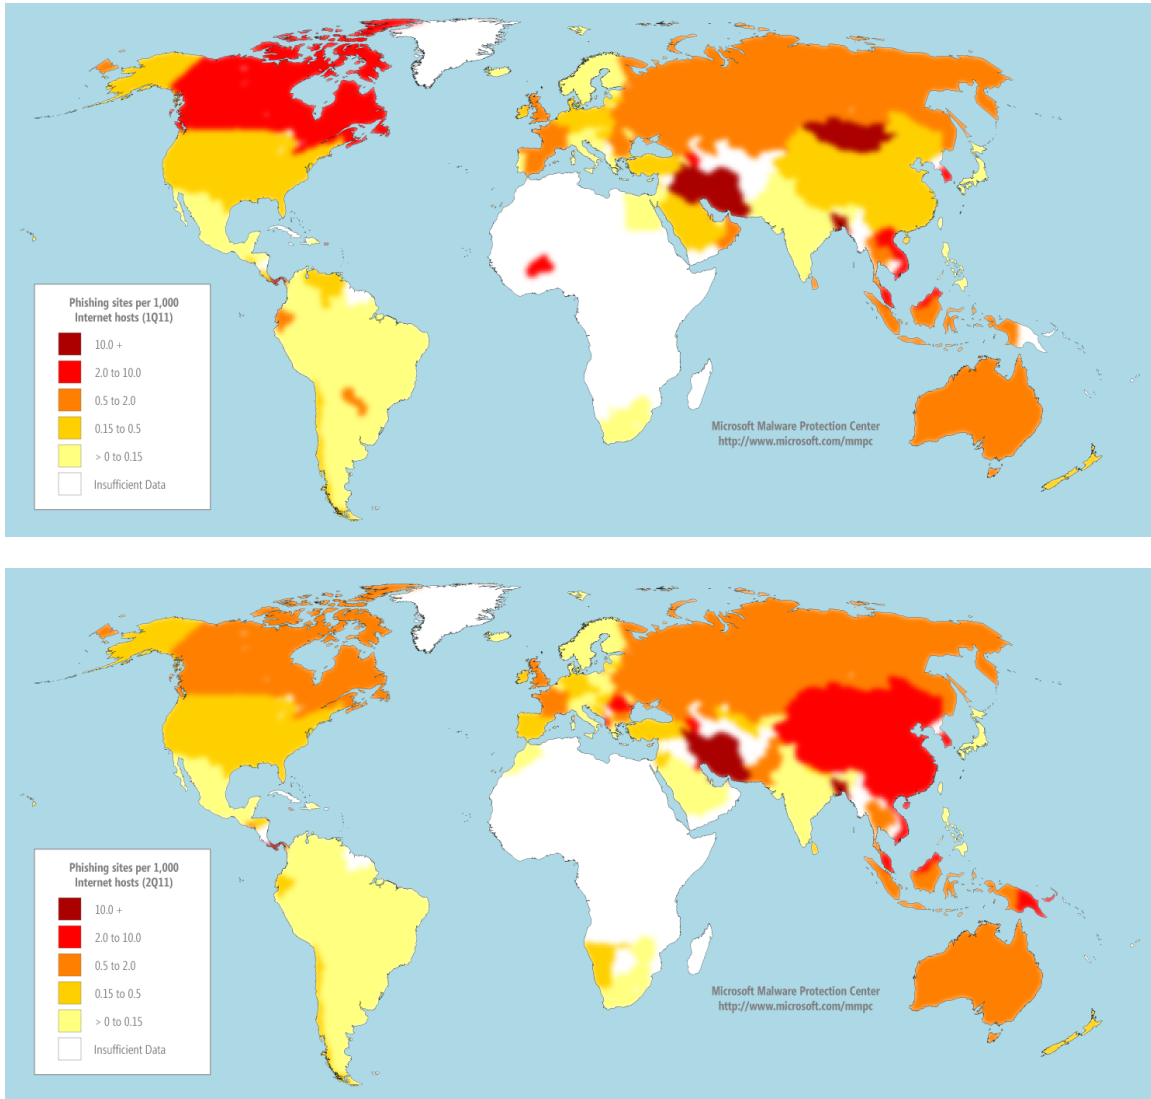 Phishing sites per 1,000
Internet hosts (1Q11)
10.0 +
2.0 to 10.0
0.5 to 2.0
0.15 to 0.5
> 0 to 0.15
Insufficient Data
Microsoft Malware Protection Center
http://www.microsoft.com/mmpc
Phishing sites per 1,000
Internet hosts (2Q11)
10.0 +
2.0 to 10.0
0.5 to 2.0
0.15 to 0.5
> 0 to 0.15
Insufficient Data
Microsoft Malware Protection Center
http://www.microsoft.com/mmpc